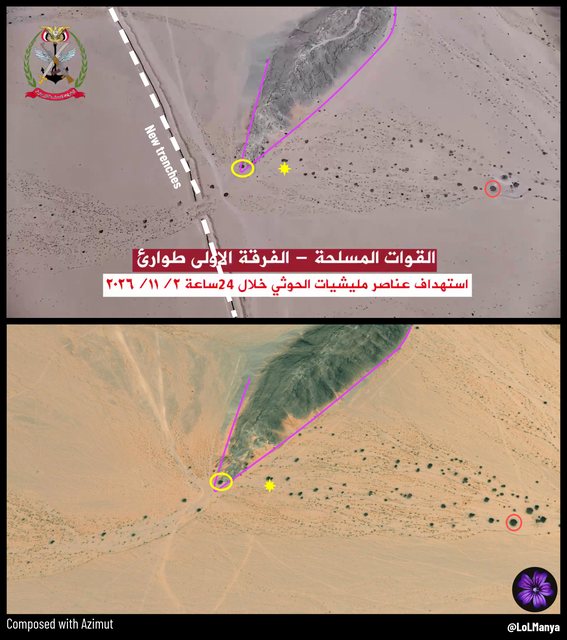 New trenches
القوات المسلحة – الفرقة الاولى طوارئ
استهداف عناصر مليشيات الحوثي خلال 24ساعة ٢ / ١١ / ٢٠٢٦
Composed with Azimut
@LoLManya